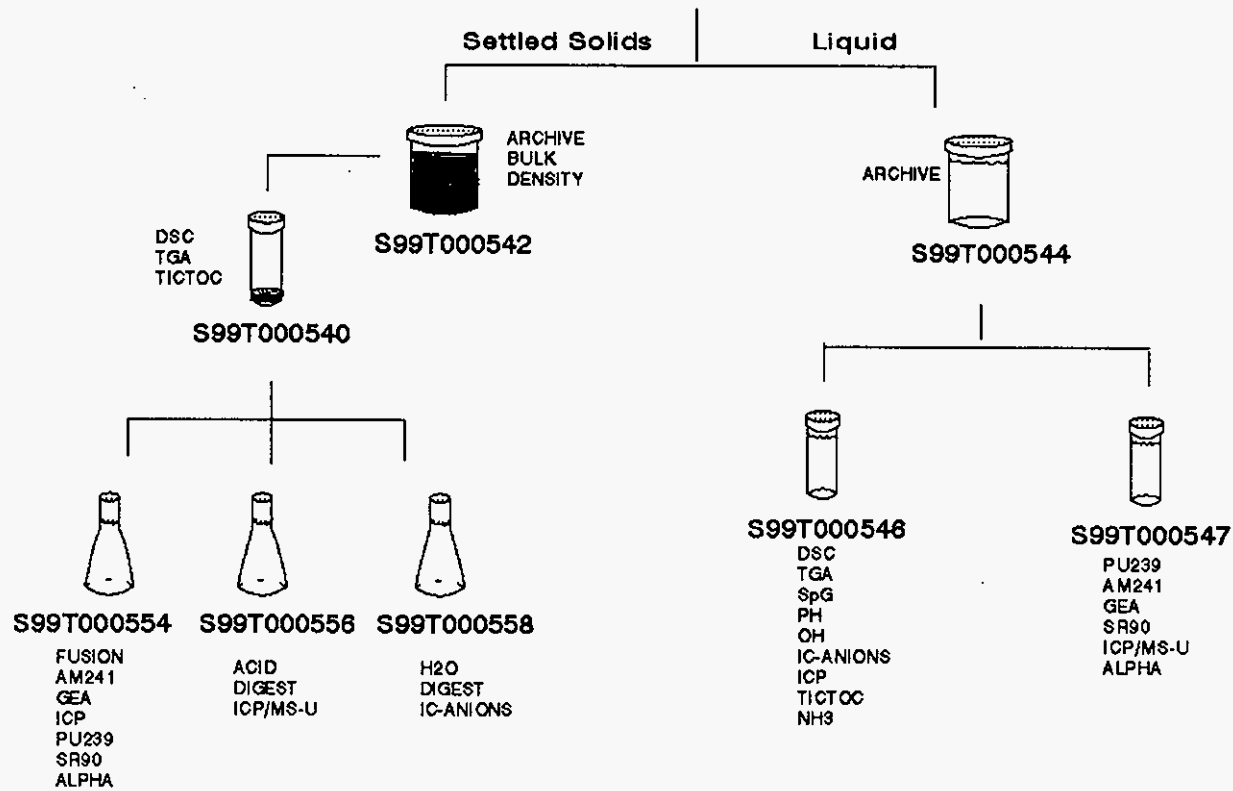 Settled Solids
Liquid
ARCHIVE
BULK
DENSITY
S99T000542
ARCHIVE
S99T000544
DSC
TGA
TICTOC
S99T000540
S99T000554
FUSION
AM241
GEA
ICP
PU239
SR90
ALPHA
S99T000556
ACID
DIGEST
ICP/MS-U
S99T000558
H2O
DIGEST
IC-ANIONS
S99T000546
DSC
TGA
SpG
PH
OH
IC-ANIONS
ICP
TICTOC
NH3
S99T000547
PU239
AM241
GEA
SR90
ICP/MS-U
ALPHA